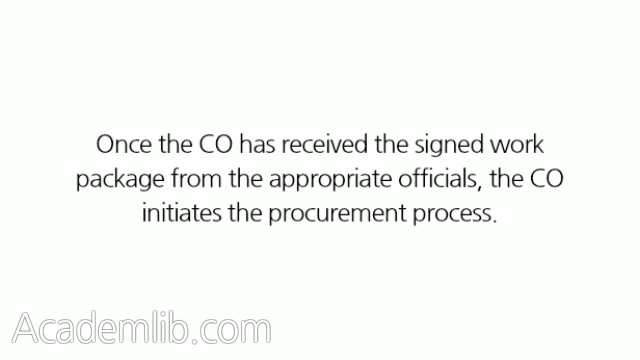 Once the CO has received the signed work
package from the appropriate officials, the CO
initiates the procurement process.
Academlib.com